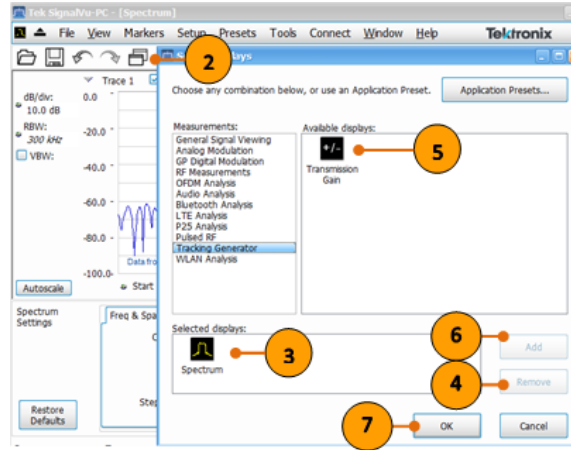 Tek SignalVu-PC - [Spectrum]
File View Markers Setup Presets Tools Connect Window Help Tektronix
2
Trace 1
dB/div: 0.0
10.0 dB
RBW:
300 kHz -20.0
VBW:
-40.0
-60.0
-80.0
-100.0
Autoscale Start
Spectrum
Settings
Freq & Spa
Restore
Defaults
Choose any combination below, or use an Application Preset. Application Presets...
Measurements: Available displays:
General Signal Viewing
Analog Modulation
GP Digital Modulation
RF Measurements
OFDM Analysis
Audio Analysis
Bluetooth Analysis
LTE Analysis
P25 Analysis
Pulsed RF
Tracking Generator
WLAN Analysis
+/-
5
Transmission
Gain
Selected displays:
Spectrum
3
6
Add
4
Remove
7
OK Cancel